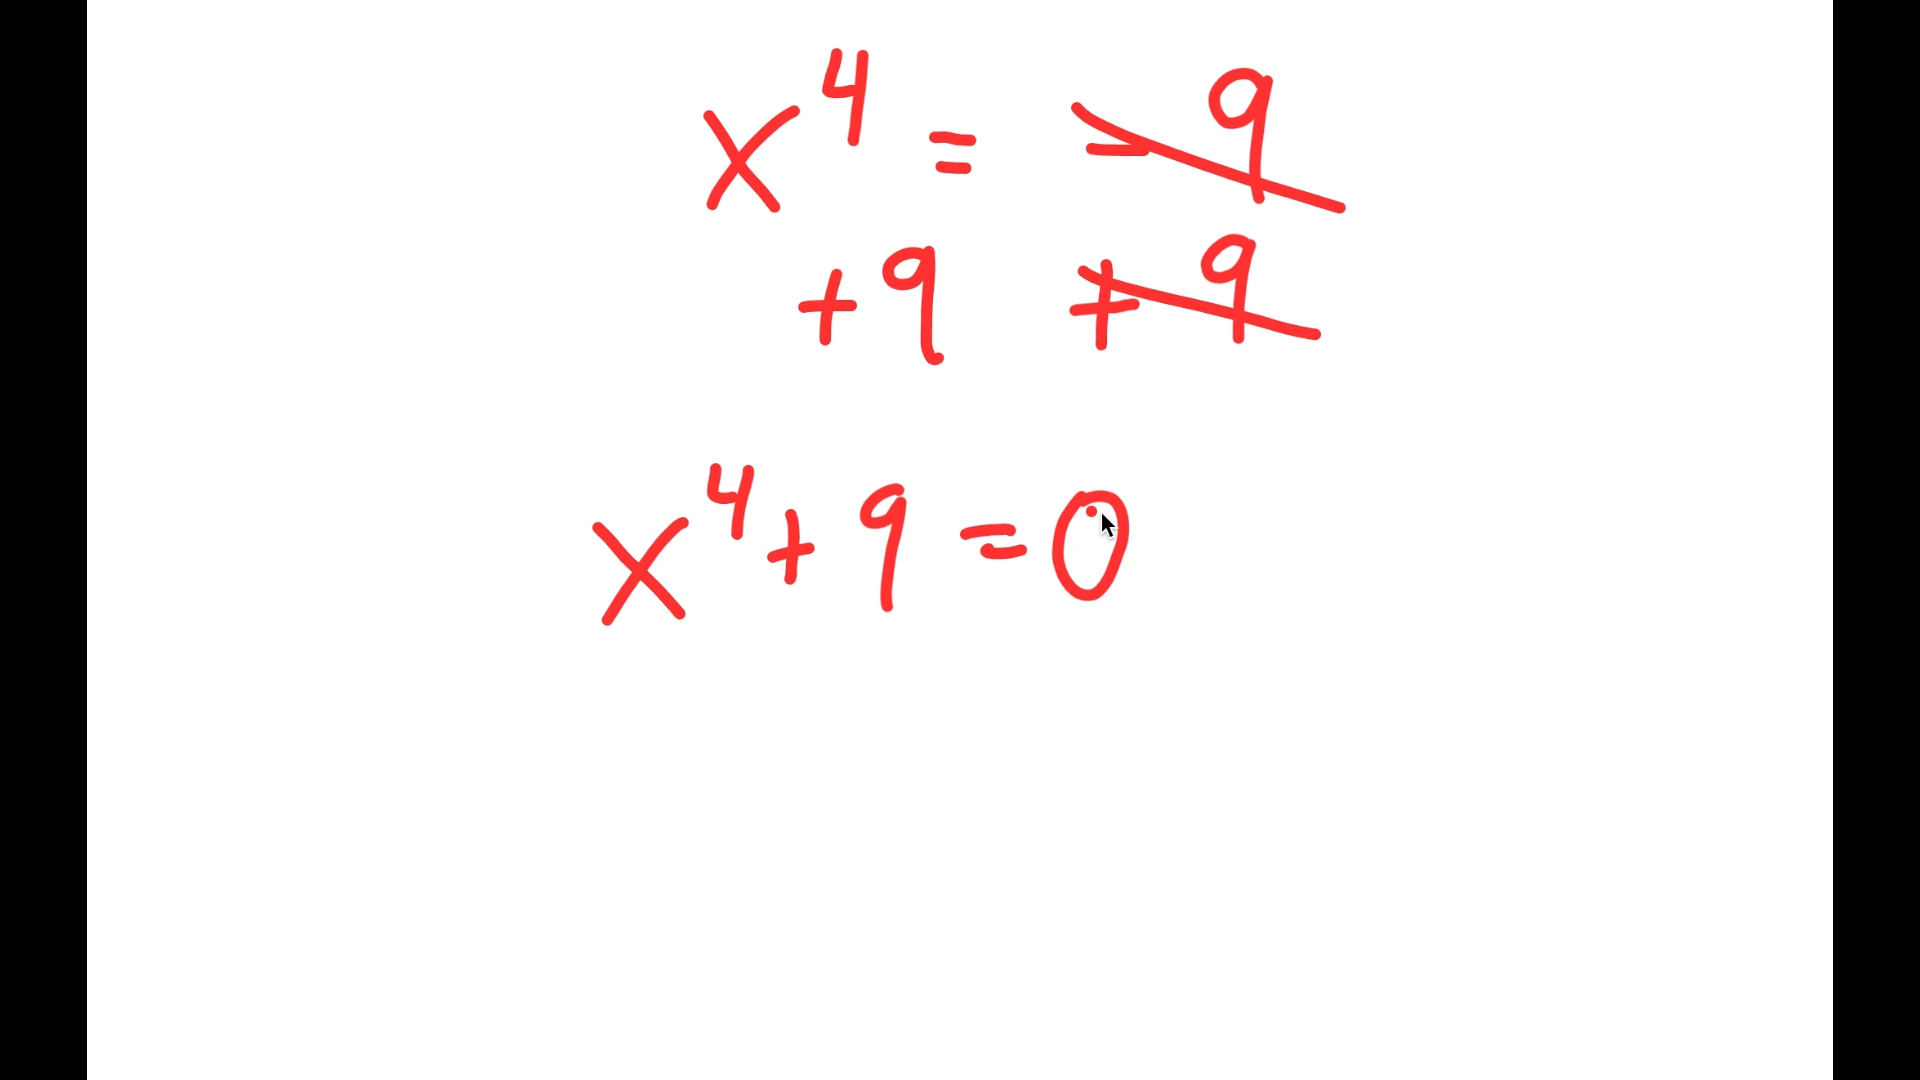 x⁴ = -9
+9 +9
x⁴ + 9 = 0